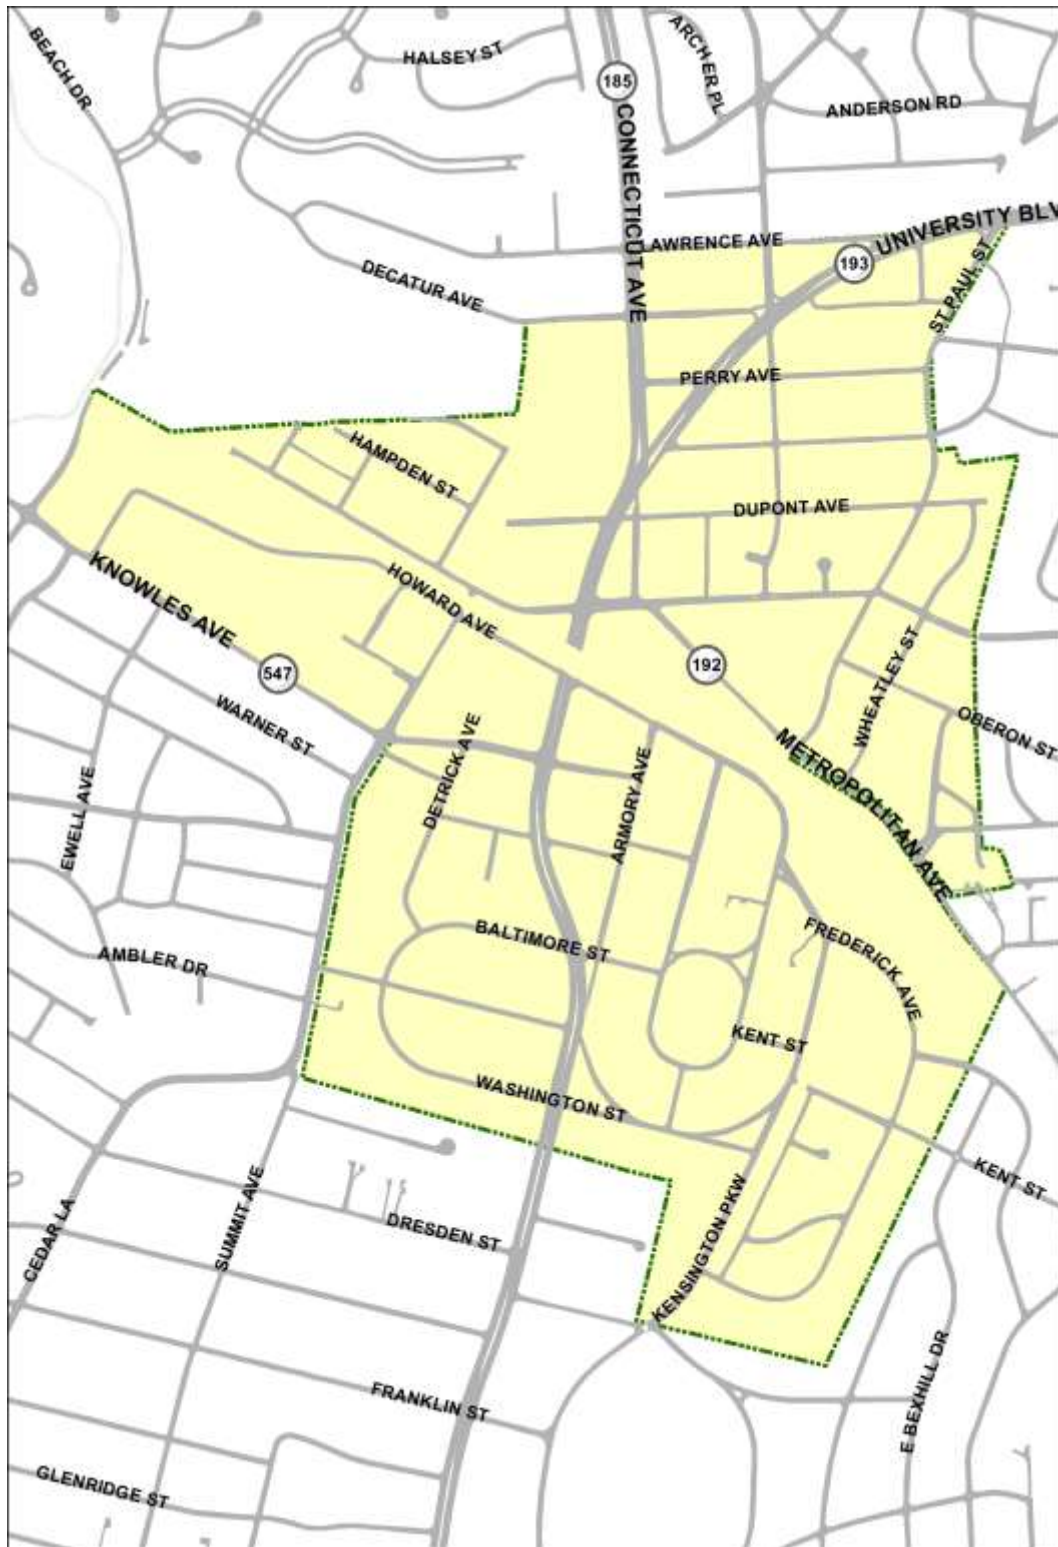 BEACH DR
HALSEY ST
185
ARCHER PL
ANDERSON RD
CONNECTICUT AVE
LAWRENCE AVE
UNIVERSITY BLV
193
ST PAUL ST
DECATUR AVE
PERRY AVE
HAMPDEN ST
DUPONT AVE
KNOWLES AVE
HOWARD AVE
547
192
WHEATLEY ST
WARNER ST
OBERON ST
DETRICK AVE
ARMORY AVE
METROPOLITAN AVE
EWELL AVE
BALTIMORE ST
FREDERICK AVE
AMBLER DR
KENT ST
WASHINGTON ST
KENT ST
CEDAR LA
SUMMIT AVE
DRESDEN ST
KENSINGTON PKW
FRANKLIN ST
E BEXHILL DR
GLENRIDGE ST